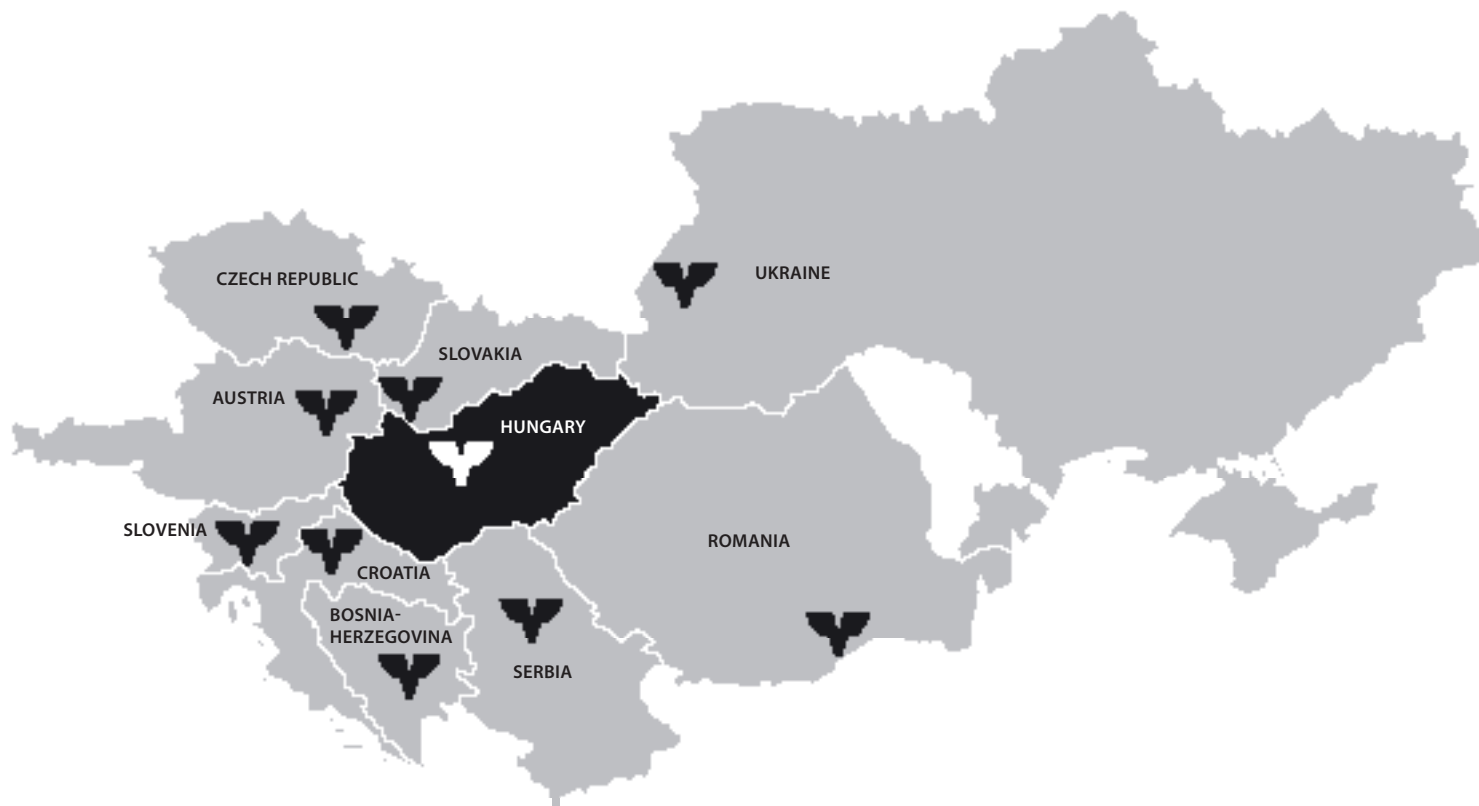 UKRAINE
CZECH REPUBLIC
SLOVAKIA
AUSTRIA
HUNGARY
SLOVENIA
ROMANIA
CROATIA
BOSNIA-
HERZEGOVINA
SERBIA